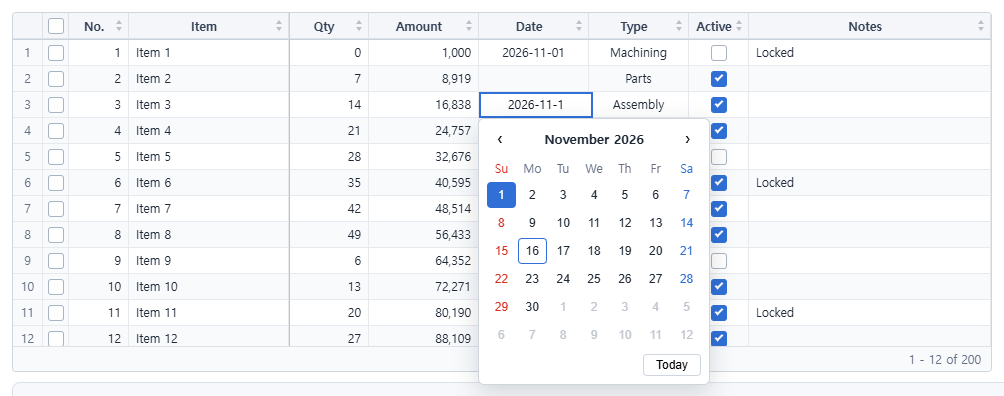 No. Item Qty Amount Date Type Active Notes
1 1 Item 1 0 1,000 2026-11-01 Machining Locked
2 2 Item 2 7 8,919 Parts
3 3 Item 3 14 16,838 2026-11-1 Assembly
4 4 Item 4 21 24,757
5 5 Item 5 28 32,676
6 6 Item 6 35 40,595 Locked
7 7 Item 7 42 48,514
8 8 Item 8 49 56,433
9 9 Item 9 6 64,352
10 10 Item 10 13 72,271
11 11 Item 11 20 80,190 Locked
12 12 Item 12 27 88,109
‹ November 2026 ›
Su Mo Tu We Th Fr Sa
1 2 3 4 5 6 7
8 9 10 11 12 13 14
15 16 17 18 19 20 21
22 23 24 25 26 27 28
29 30 1 2 3 4 5
6 7 8 9 10 11 12
Today
1 - 12 of 200